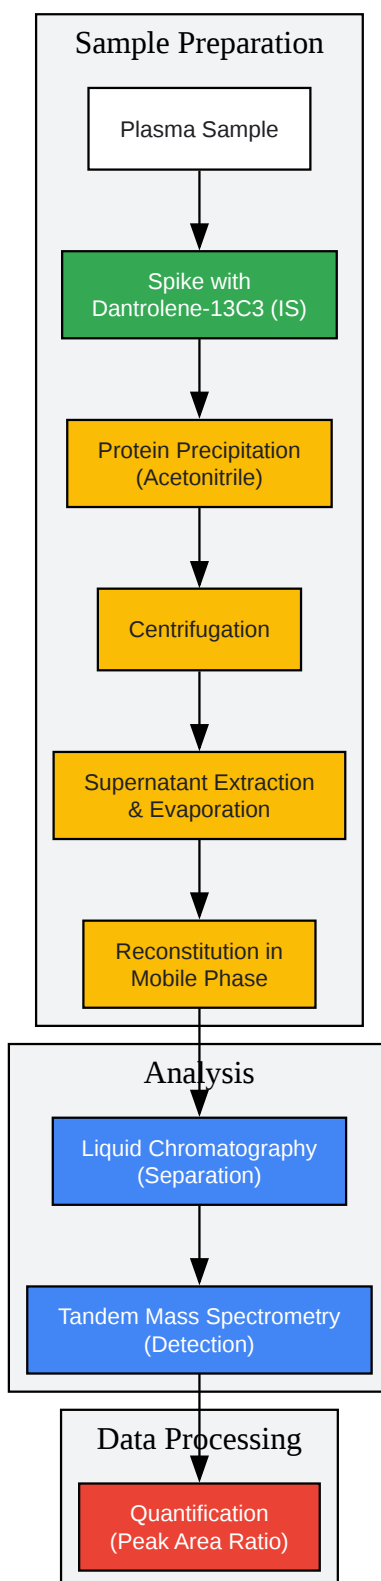 Sample Preparation
Plasma Sample
Spike with
Dantrolene-13C3 (IS)
Protein Precipitation
(Acetonitrile)
Centrifugation
Supernatant Extraction
& Evaporation
Reconstitution in
Mobile Phase
Analysis
Liquid Chromatography
(Separation)
Tandem Mass Spectrometry
(Detection)
Data Processing
Quantification
(Peak Area Ratio)